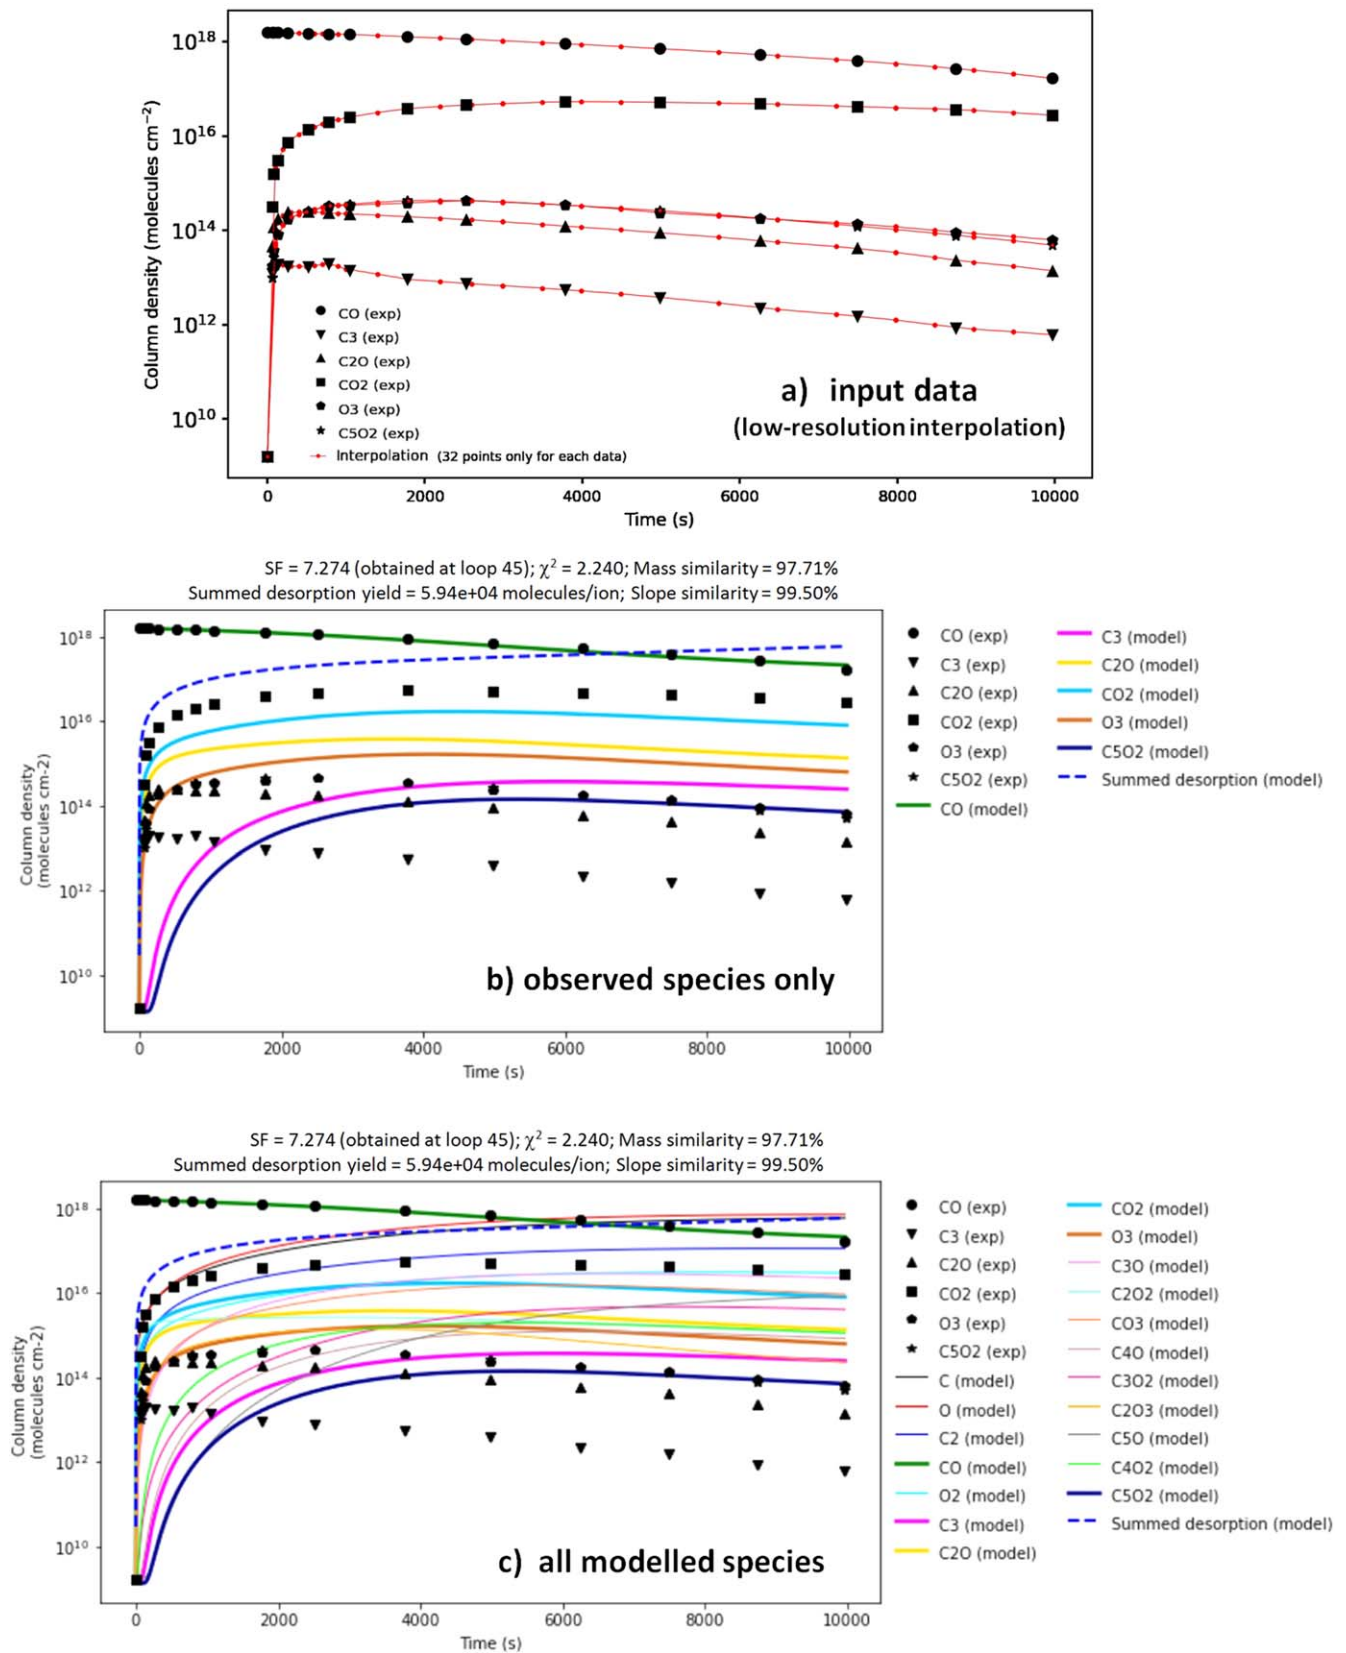 10^18
10^16
10^14
10^12
10^10
Column density (molecules cm⁻²)
CO (exp)
C3 (exp)
C2O (exp)
CO2 (exp)
O3 (exp)
C5O2 (exp)
Interpolation (32 points only for each data)
a) input data
(low-resolution interpolation)
0 2000 4000 6000 8000 10000
Time (s)
SF = 7.274 (obtained at loop 45); χ² = 2.240; Mass similarity = 97.71%
Summed desorption yield = 5.94e+04 molecules/ion; Slope similarity = 99.50%
10^18
10^16
10^14
10^12
10^10
Column density
(molecules cm-2)
b) observed species only
0 2000 4000 6000 8000 10000
Time (s)
CO (exp)
C3 (exp)
C2O (exp)
CO2 (exp)
O3 (exp)
C5O2 (exp)
CO (model)
C3 (model)
C2O (model)
CO2 (model)
O3 (model)
C5O2 (model)
Summed desorption (model)
SF = 7.274 (obtained at loop 45); χ² = 2.240; Mass similarity = 97.71%
Summed desorption yield = 5.94e+04 molecules/ion; Slope similarity = 99.50%
10^18
10^16
10^14
10^12
10^10
Column density
(molecules cm-2)
c) all modelled species
0 2000 4000 6000 8000 10000
Time (s)
CO (exp)
C3 (exp)
C2O (exp)
CO2 (exp)
O3 (exp)
C5O2 (exp)
C (model)
O (model)
C2 (model)
CO (model)
O2 (model)
C3 (model)
C2O (model)
CO2 (model)
O3 (model)
C3O (model)
C2O2 (model)
CO3 (model)
C4O (model)
C3O2 (model)
C2O3 (model)
C5O (model)
C4O2 (model)
C5O2 (model)
Summed desorption (model)